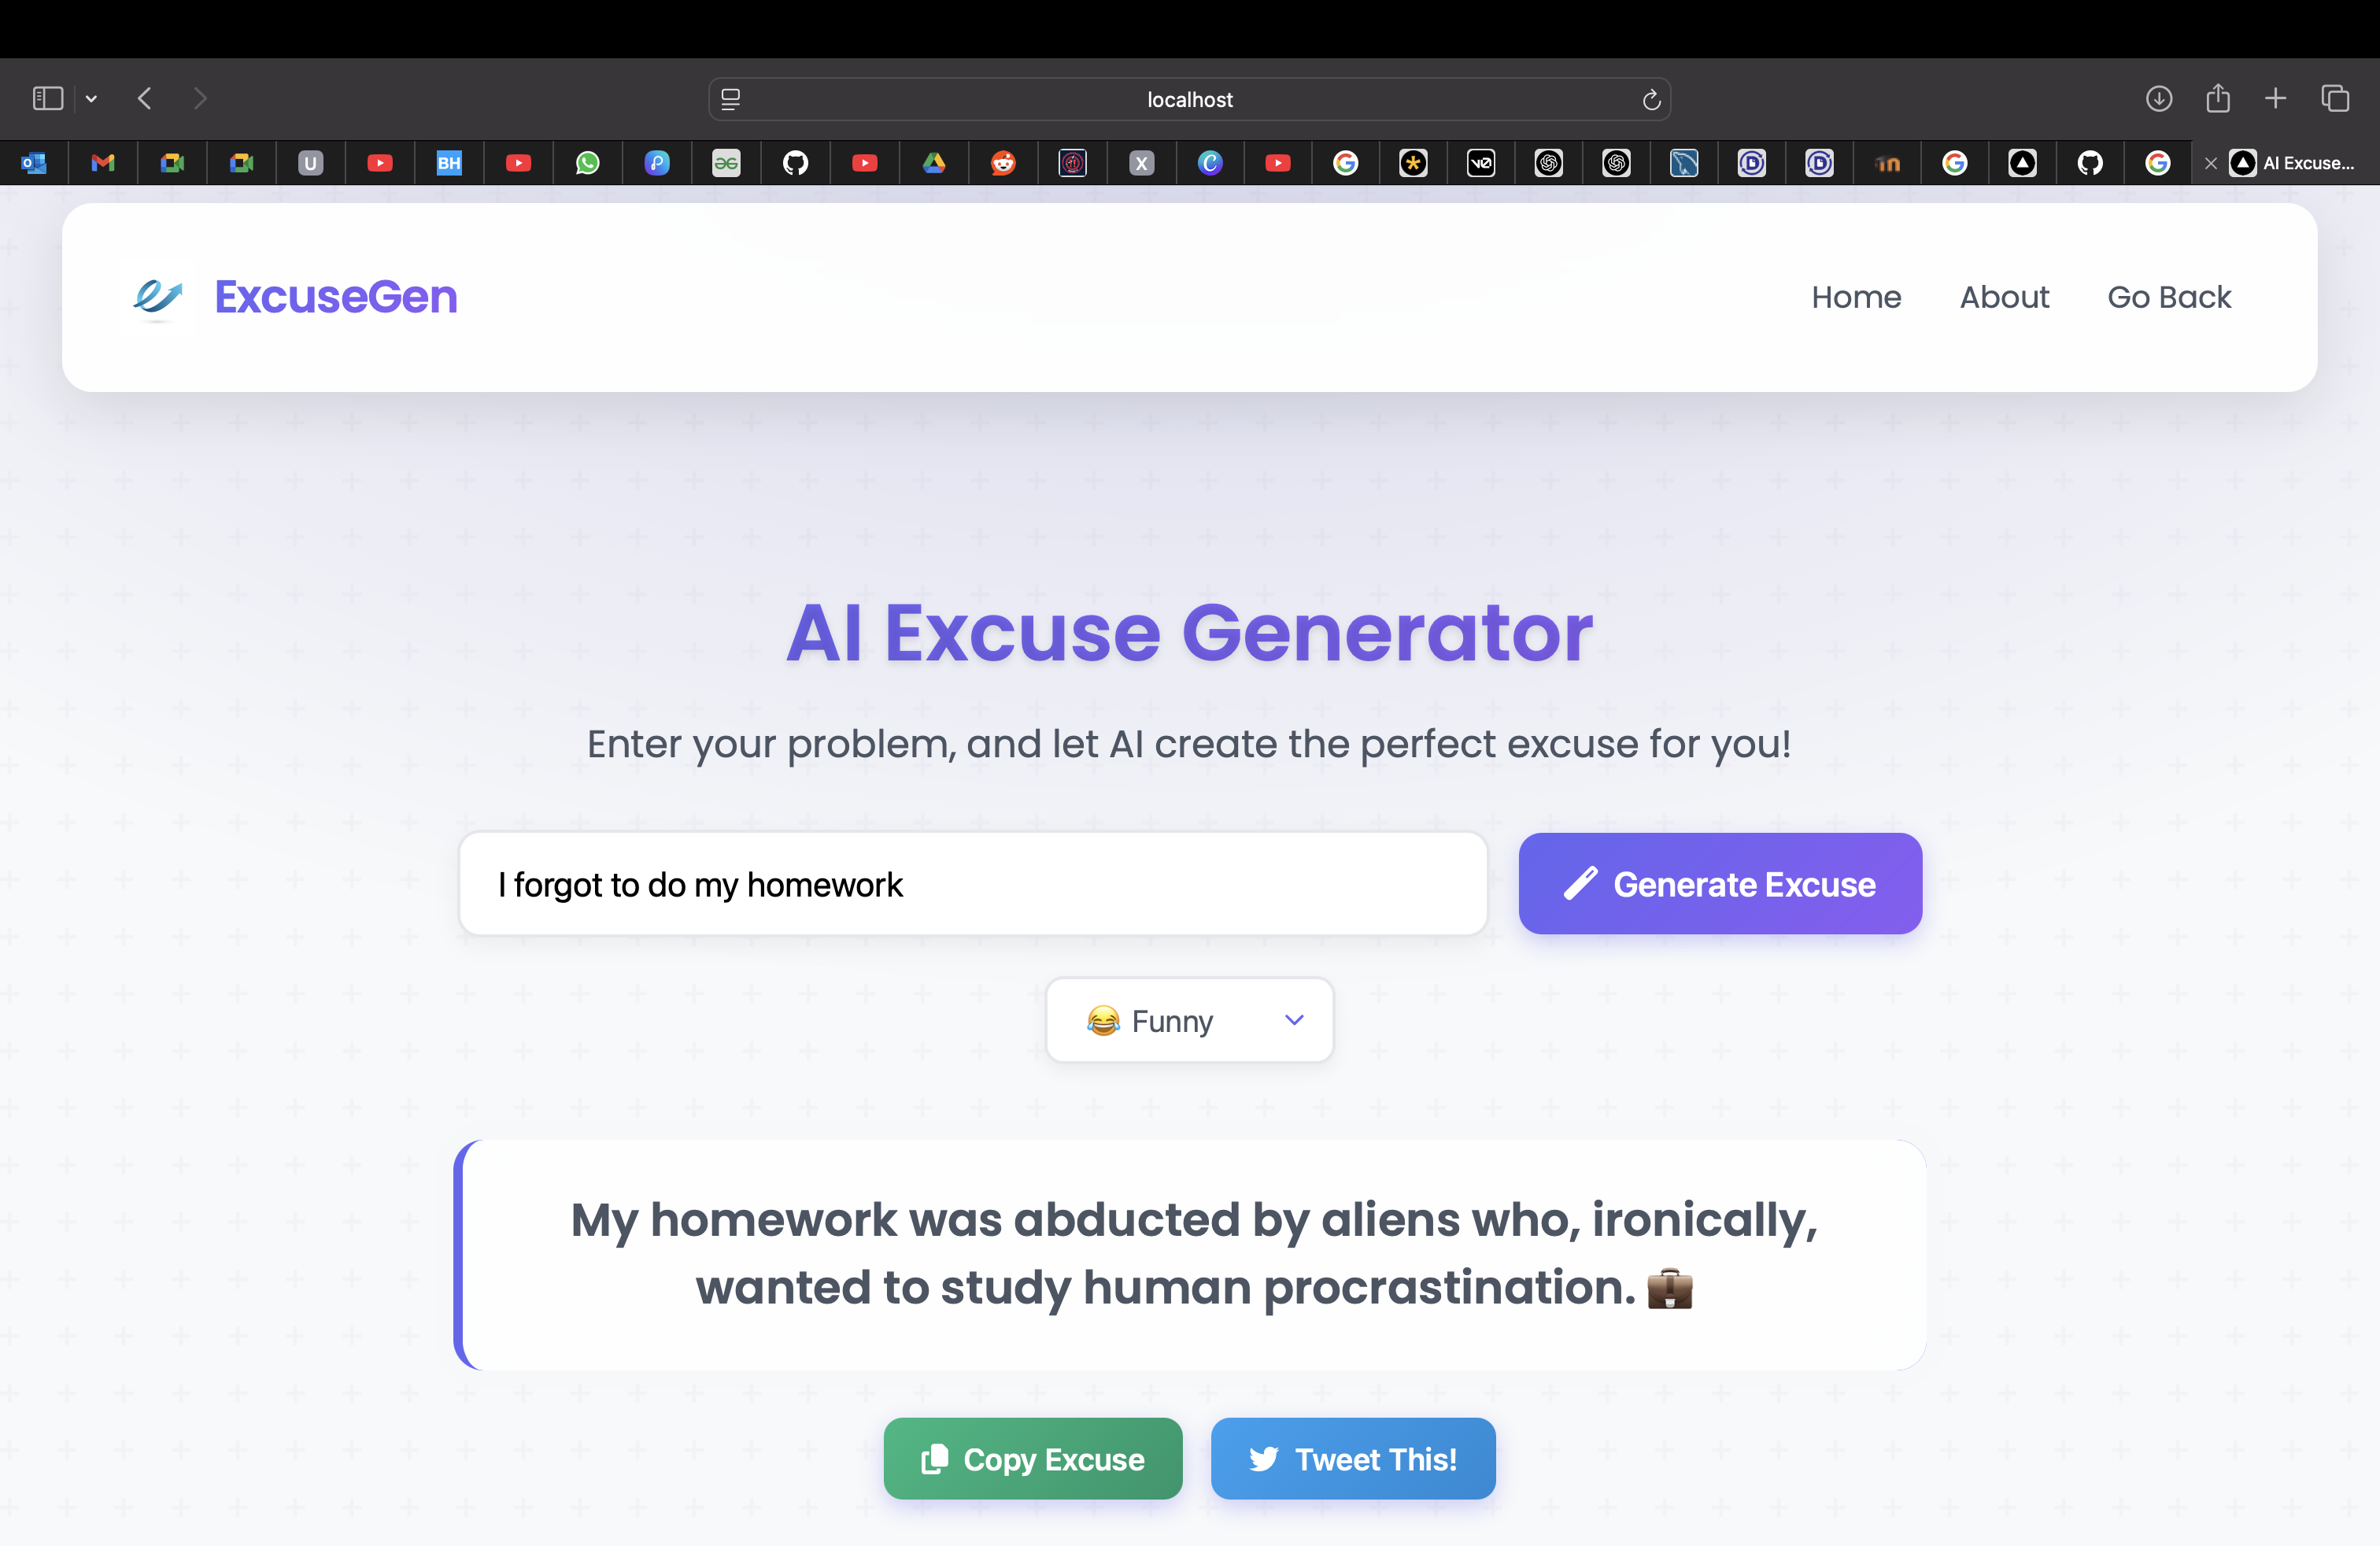 localhost
U
BH
X
V0
AI Excuse...
ExcuseGen
Home
About
Go Back
AI Excuse Generator
Enter your problem, and let AI create the perfect excuse for you!
I forgot to do my homework
Generate Excuse
😂 Funny
My homework was abducted by aliens who, ironically,
wanted to study human procrastination. 💼
Copy Excuse
Tweet This!